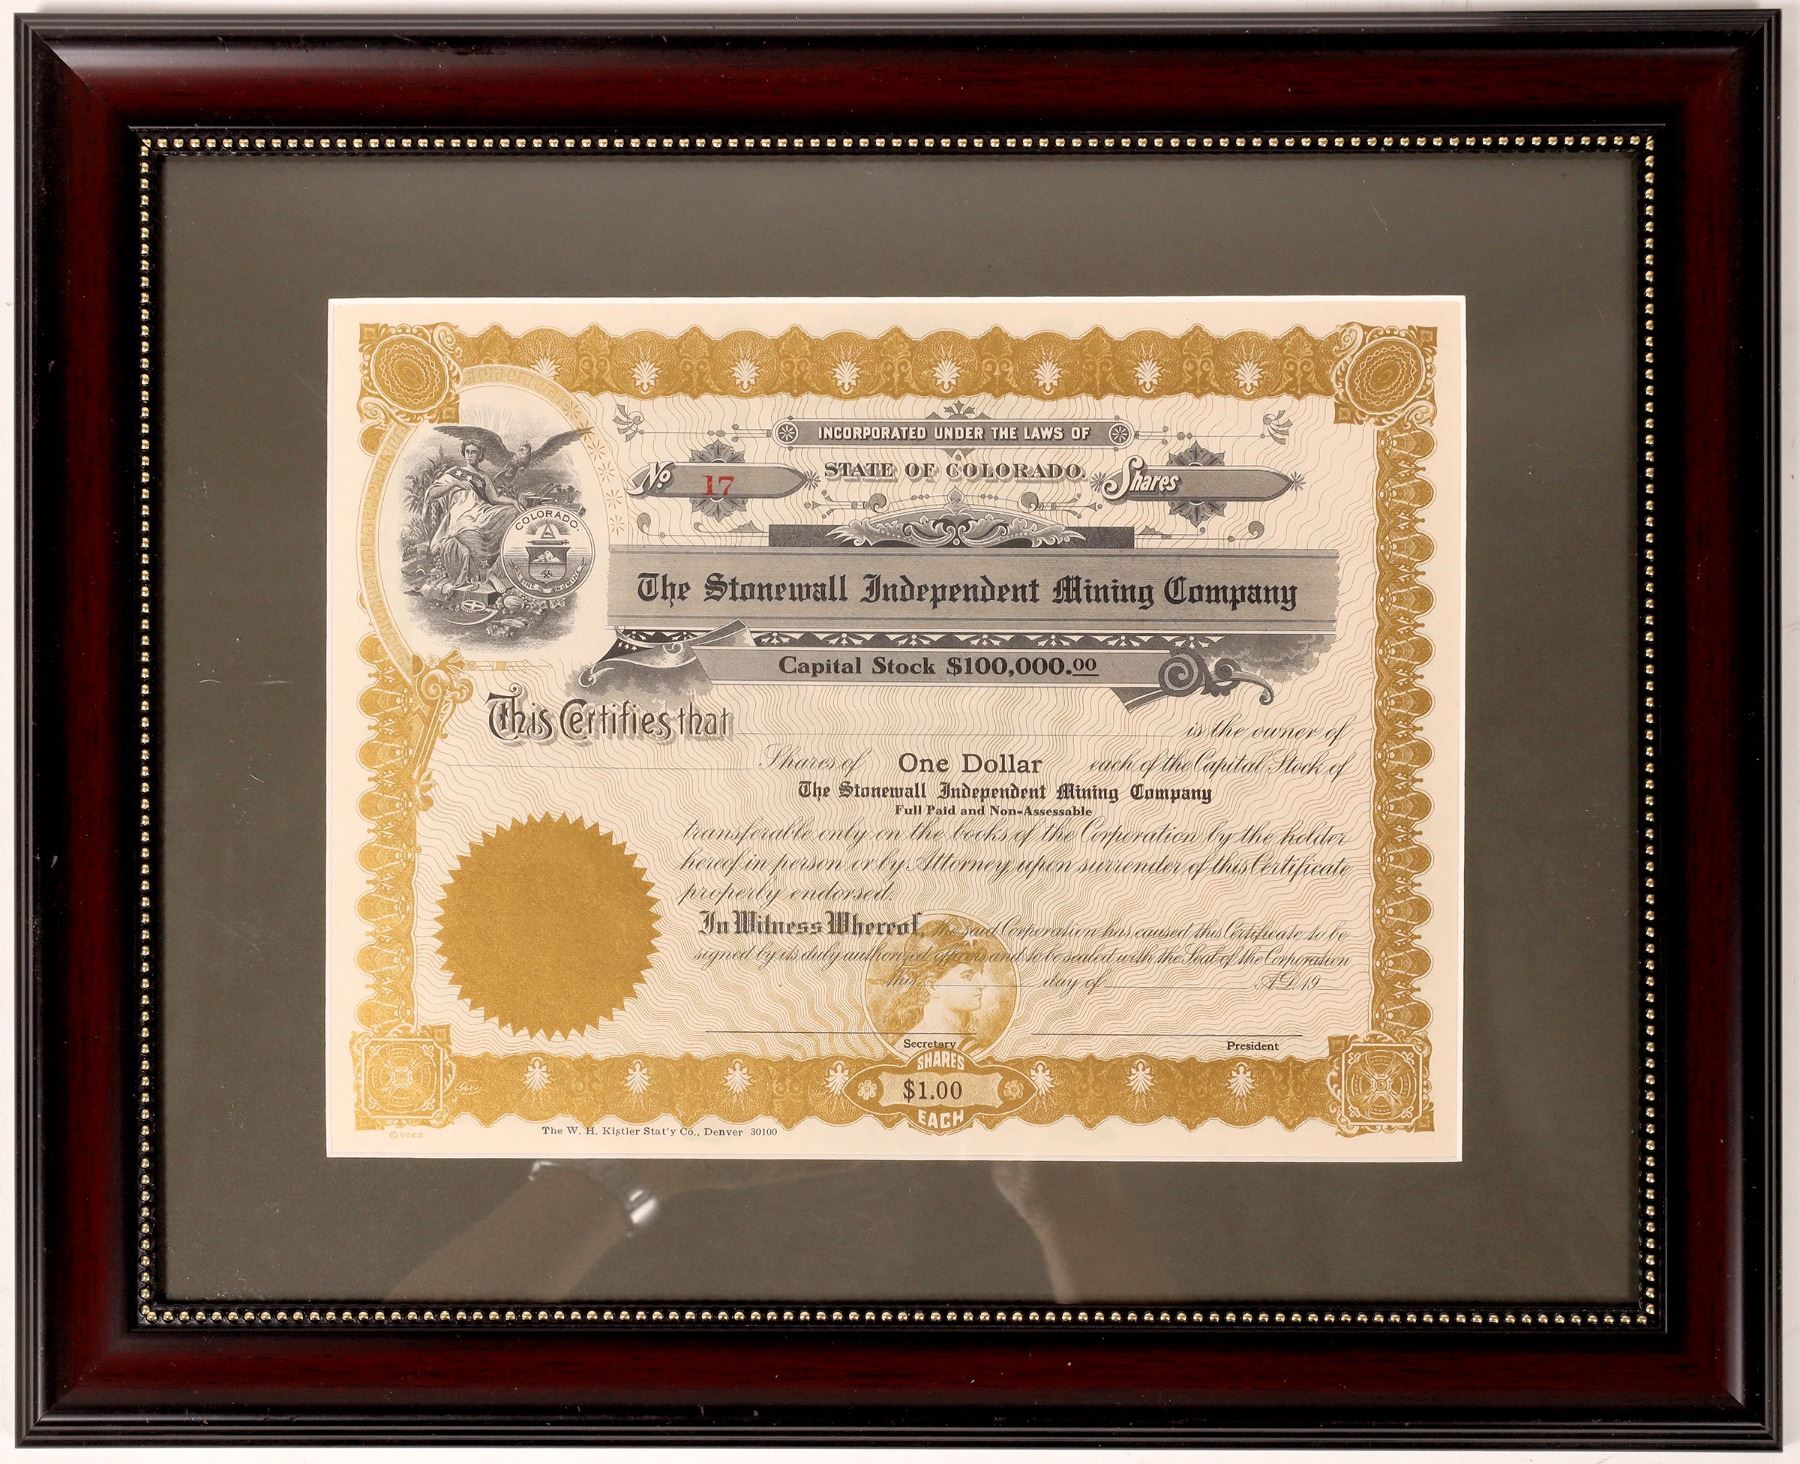 INCORPORATED UNDER THE LAWS OF
No 17 STATE OF COLORADO. Shares
COLORADO
The Stonewall Independent Mining Company
Capital Stock $100,000.00
This Certifies that is the owner of
Shares of One Dollar each of the Capital Stock of
The Stonewall Independent Mining Company
Full Paid and Non-Assessable
transferable only on the books of the Corporation by the holder
hereof in person or by Attorney upon surrender of this Certificate
properly endorsed.
In Witness Whereof, the said Corporation has caused this Certificate to be
signed by its duly authorized officers and to be sealed with the Seal of the Corporation
this day of A.D. 19
Secretary President
SHARES
$1.00
EACH
© GOES
The W. H. Kistler Stat'y Co., Denver 30100